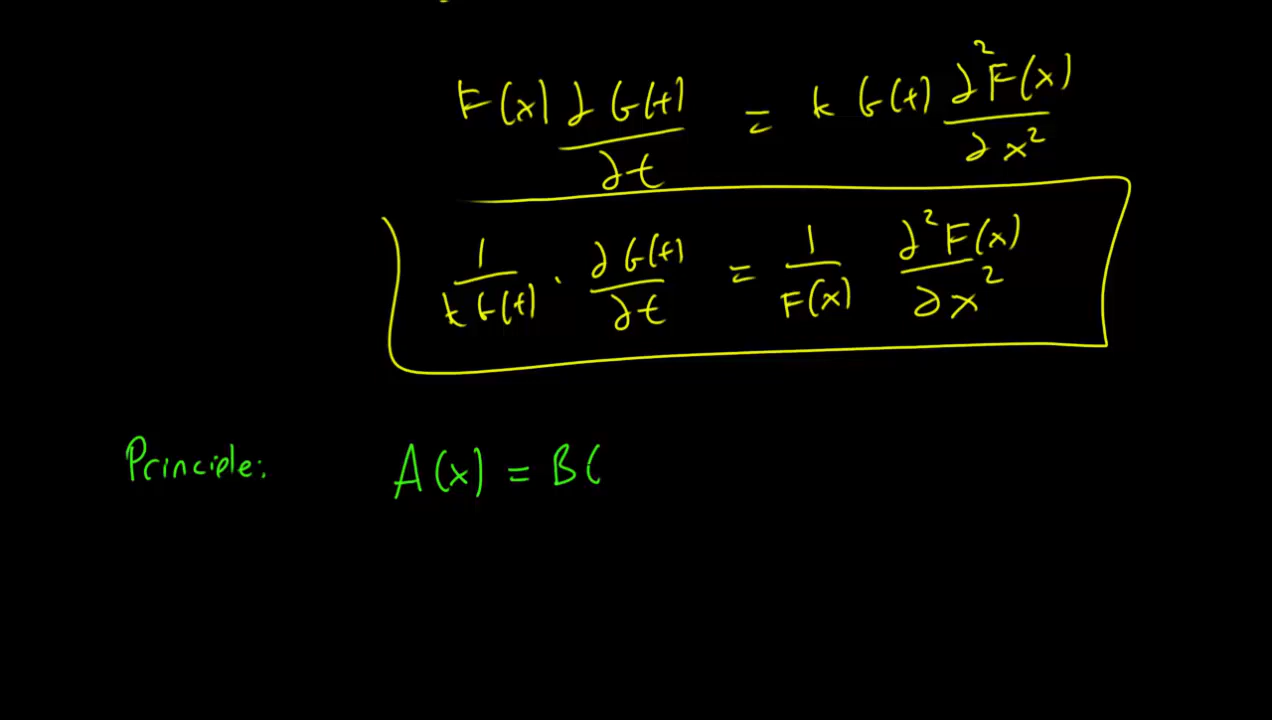 F(x) ∂G(t)/∂t = k G(t) ∂²F(x)/∂x²
1/(k G(t)) · ∂G(t)/∂t = 1/F(x) ∂²F(x)/∂x²
Principle: A(x) = B(